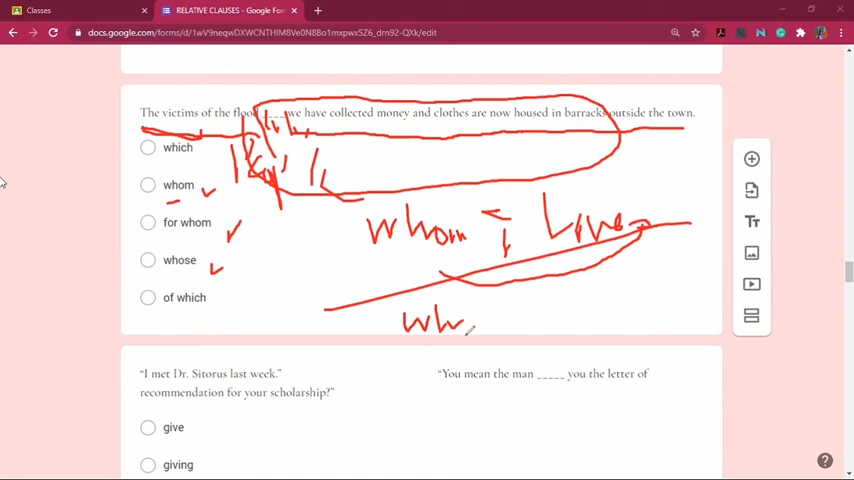 Classes
RELATIVE CLAUSES - Google For
docs.google.com/forms/d/1wV9neqwDXWCNTHIM8Ve0N8Bo1mxpwx5Z6_drn92-QXk/edit
The victims of the flood ____ we have collected money and clothes are now housed in barracks outside the town.
which
whom
for whom
whose
of which
whom
wh
"I met Dr. Sitorus last week." "You mean the man _____ you the letter of
recommendation for your scholarship?"
give
giving